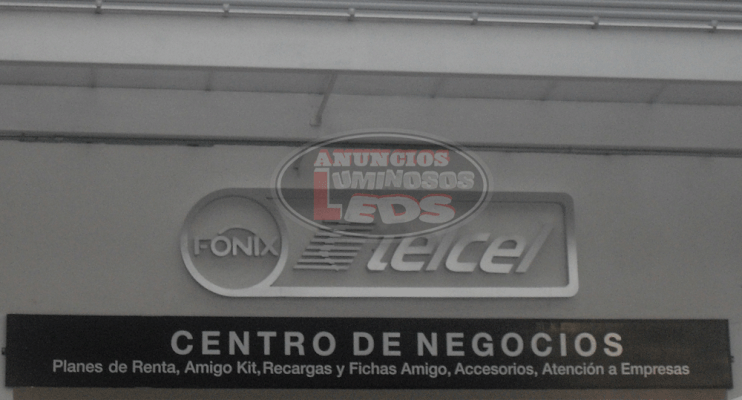 ANUNCIOS
LUMINOSOS
LEDS
FONIX
telcel
CENTRO DE NEGOCIOS
Planes de Renta, Amigo Kit, Recargas y Fichas Amigo, Accesorios, Atención a Empresas